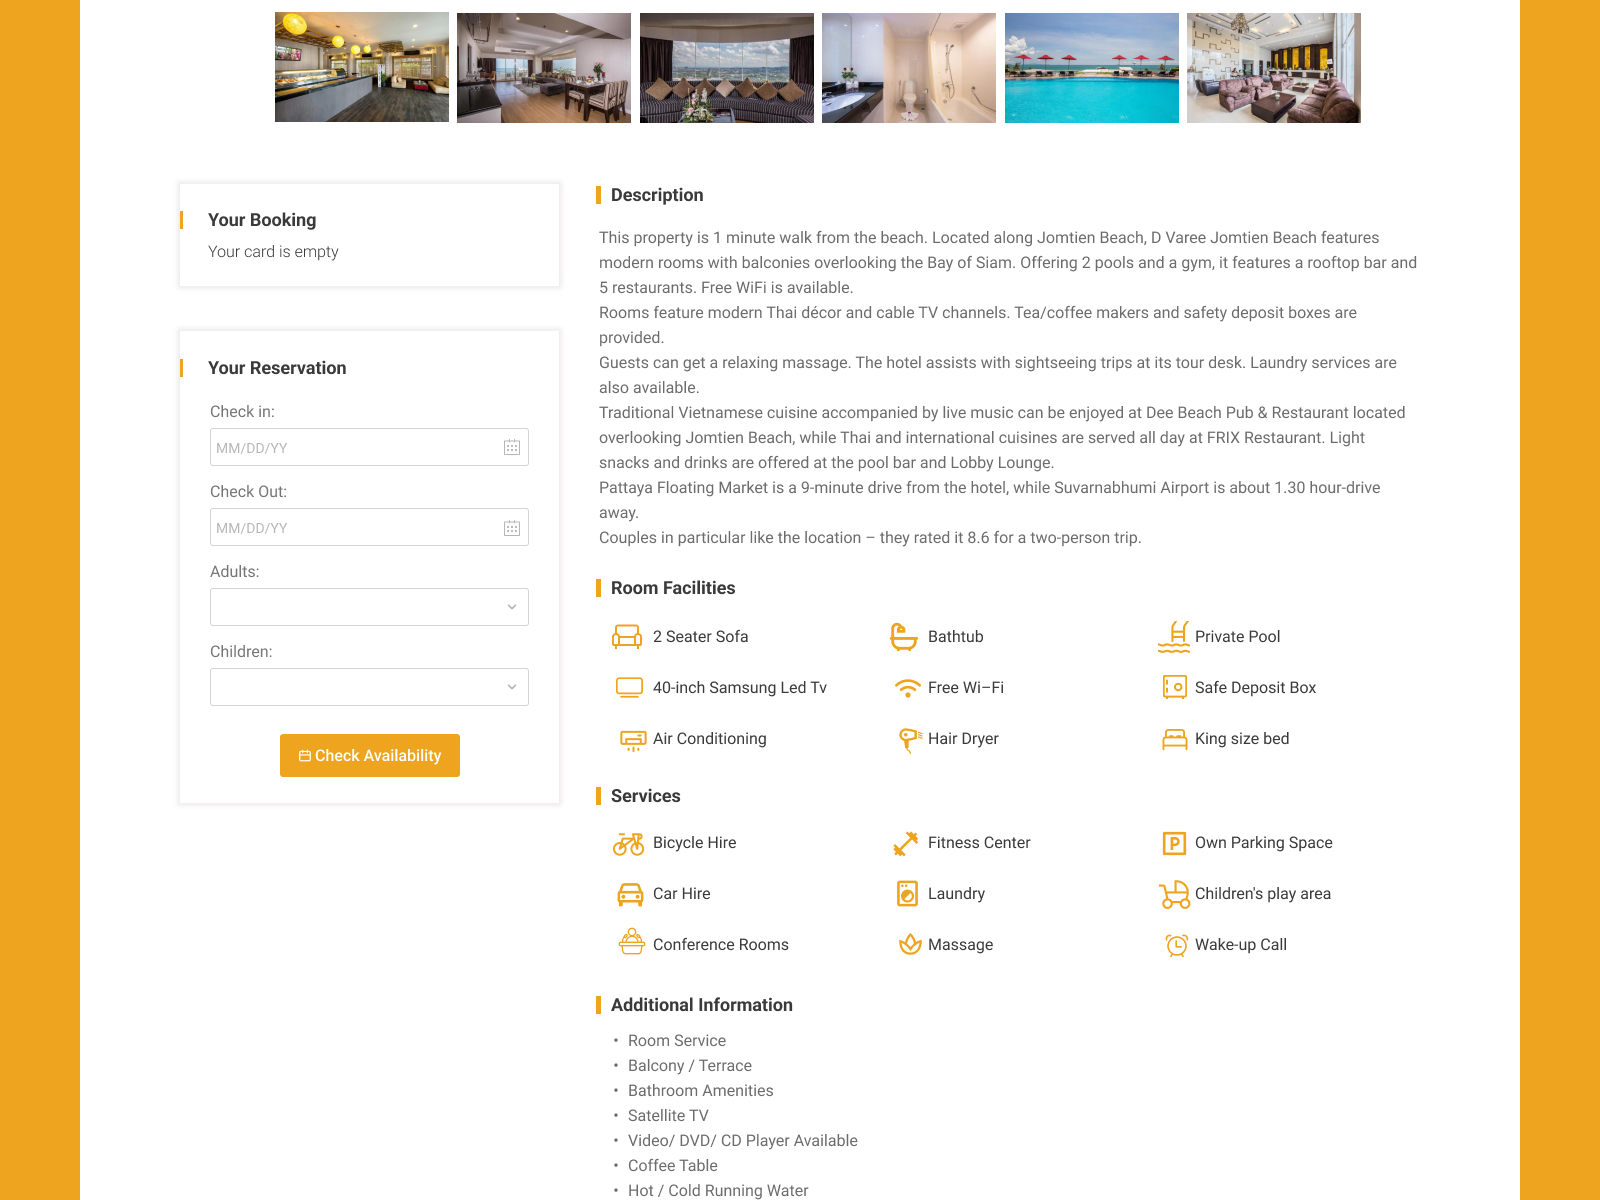 Your Booking
Your card is empty
Your Reservation
Check in:
MM/DD/YY
Check Out:
MM/DD/YY
Adults:
Children:
Check Availability
Description
This property is 1 minute walk from the beach. Located along Jomtien Beach, D Varee Jomtien Beach features
modern rooms with balconies overlooking the Bay of Siam. Offering 2 pools and a gym, it features a rooftop bar and
5 restaurants. Free WiFi is available.
Rooms feature modern Thai décor and cable TV channels. Tea/coffee makers and safety deposit boxes are
provided.
Guests can get a relaxing massage. The hotel assists with sightseeing trips at its tour desk. Laundry services are
also available.
Traditional Vietnamese cuisine accompanied by live music can be enjoyed at Dee Beach Pub & Restaurant located
overlooking Jomtien Beach, while Thai and international cuisines are served all day at FRIX Restaurant. Light
snacks and drinks are offered at the pool bar and Lobby Lounge.
Pattaya Floating Market is a 9-minute drive from the hotel, while Suvarnabhumi Airport is about 1.30 hour-drive
away.
Couples in particular like the location – they rated it 8.6 for a two-person trip.
Room Facilities
2 Seater Sofa
Bathtub
Private Pool
40-inch Samsung Led Tv
Free Wi–Fi
Safe Deposit Box
Air Conditioning
Hair Dryer
King size bed
Services
Bicycle Hire
Fitness Center
P
Own Parking Space
Car Hire
Laundry
Children's play area
Conference Rooms
Massage
Wake-up Call
Additional Information
• Room Service
• Balcony / Terrace
• Bathroom Amenities
• Satellite TV
• Video/ DVD/ CD Player Available
• Coffee Table
• Hot / Cold Running Water